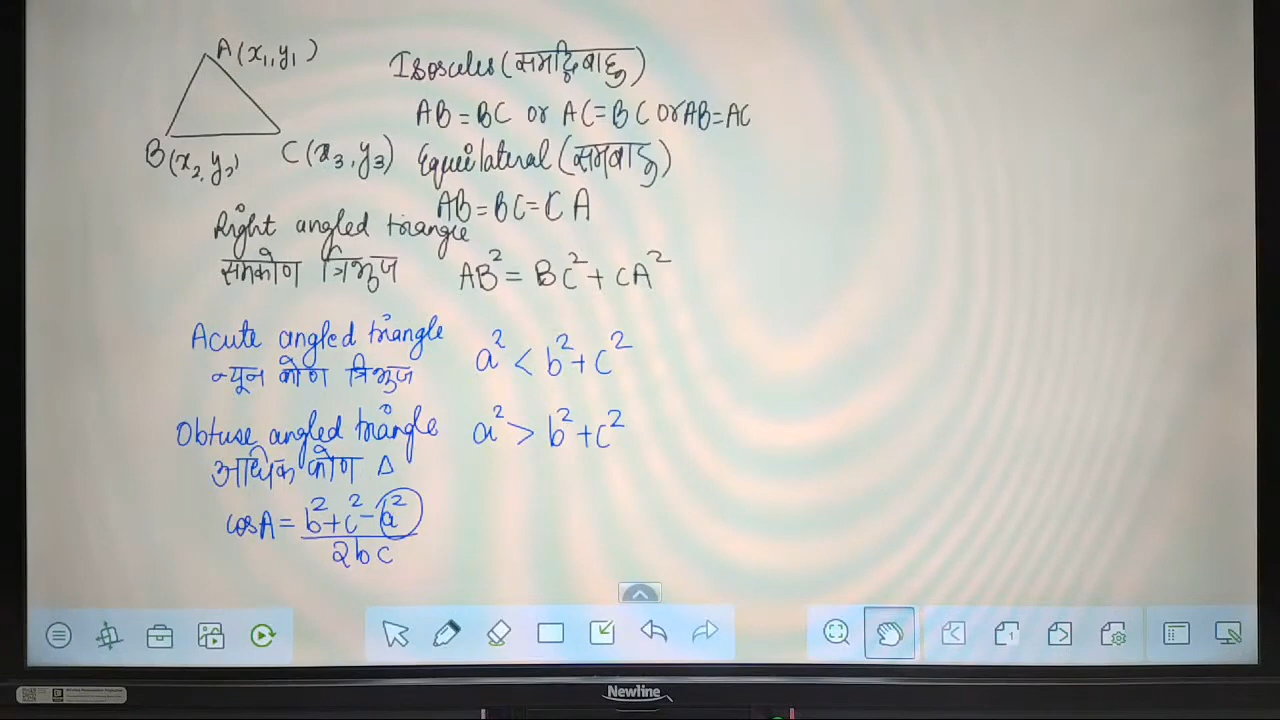 A(x₁,y₁)
B(x₂,y₂)
C(x₃,y₃)
Isosceles(समद्विबाहु)
AB=BC or AC=BC or AB=AC
Equilateral(समबाहु)
AB=BC=CA
Right angled triangle
समकोण त्रिभुज
AB²=BC²+CA²
Acute angled triangle
न्यून कोण त्रिभुज
a²<b²+c²
Obtuse angled triangle
अधिक कोण Δ
a²>b²+c²
cosA=b²+c²-a²
2bc
1
Newline